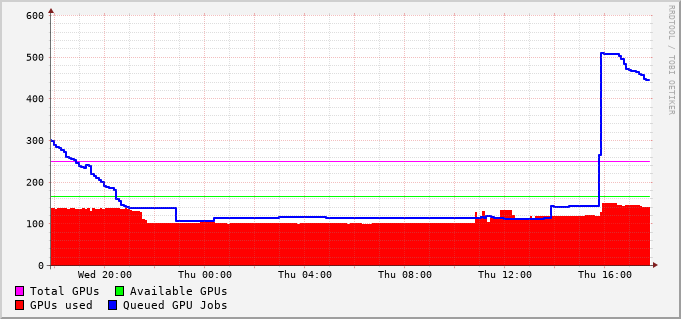 600
500
400
300
200
100
0
Wed 20:00 Thu 00:00 Thu 04:00 Thu 08:00 Thu 12:00 Thu 16:00
Total GPUs Available GPUs
GPUs used Queued GPU Jobs
RRDTOOL / TOBI OETIKER